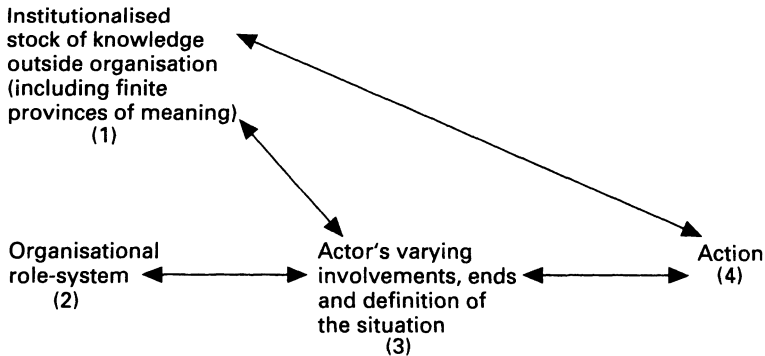 Institutionalised
stock of knowledge
outside organisation
(including finite
provinces of meaning)
(1)
Organisational
role-system
(2)
Actor's varying
involvements, ends
and definition of
the situation
(3)
Action
(4)